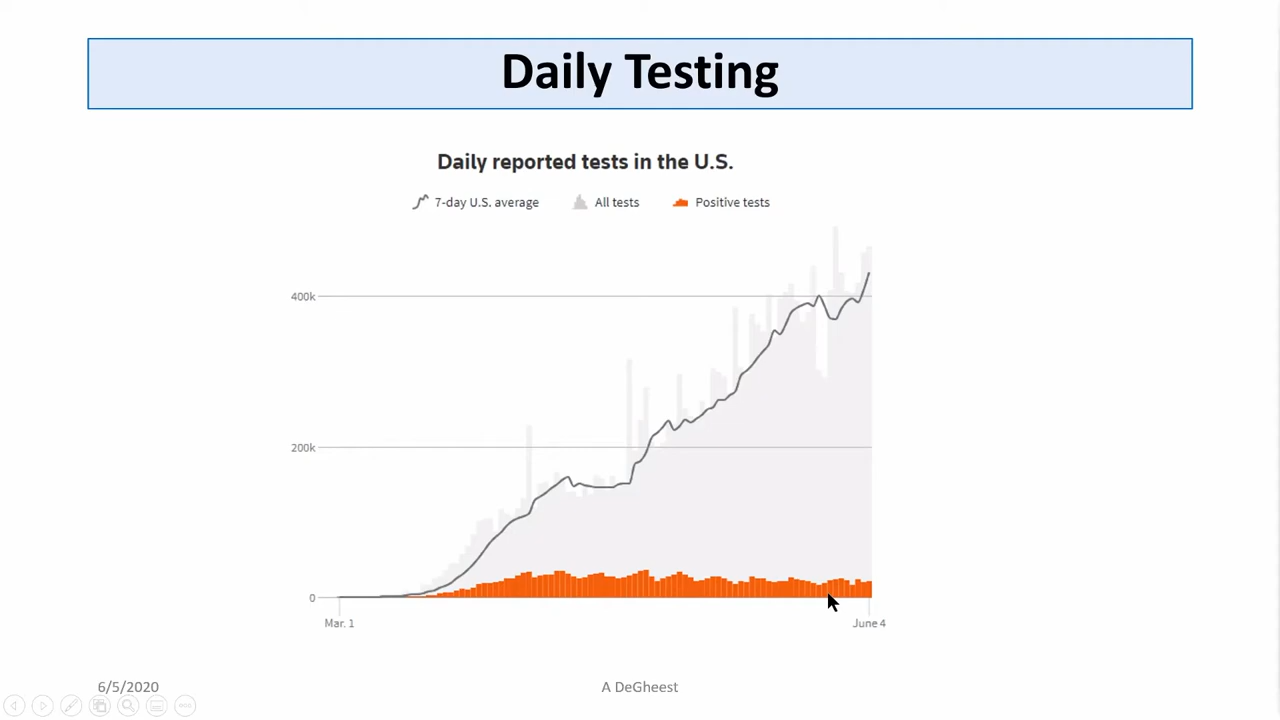 Daily Testing
Daily reported tests in the U.S.
7-day U.S. average All tests Positive tests
400k
200k
0
Mar. 1 June 4
6/5/2020 A DeGheest